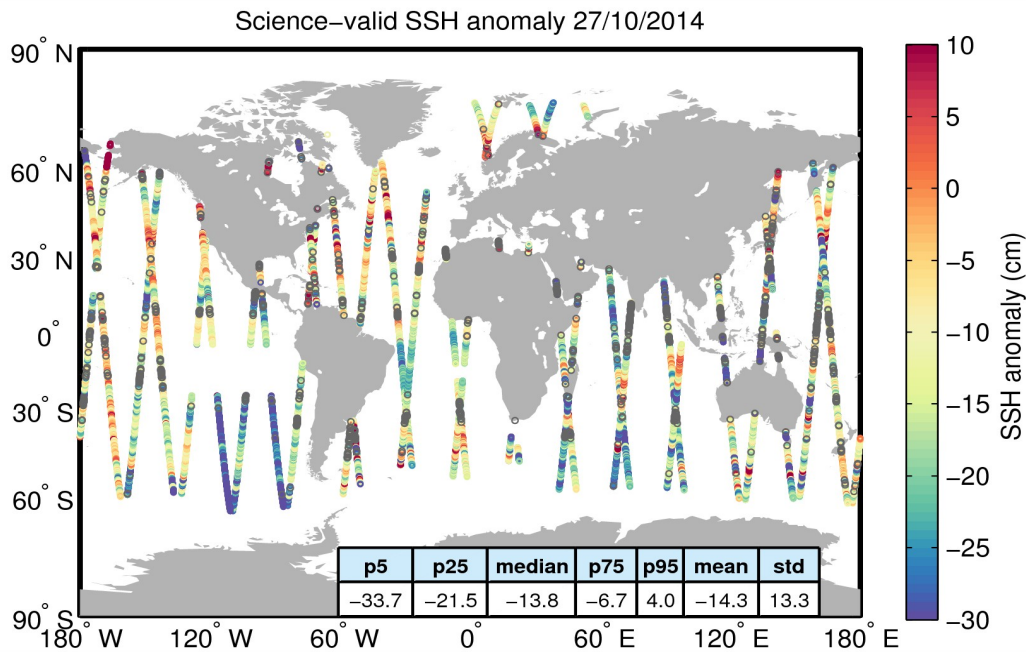 Science−valid SSH anomaly 27/10/2014
90° N
60° N
30° N
0°
30° S
60° S
90° S
180° W
120° W
60° W
0°
60° E
120° E
180° E
p5 p25 median p75 p95 mean std
−33.7 −21.5 −13.8 −6.7 4.0 −14.3 13.3
10
5
0
−5
−10
−15
−20
−25
−30
SSH anomaly (cm)